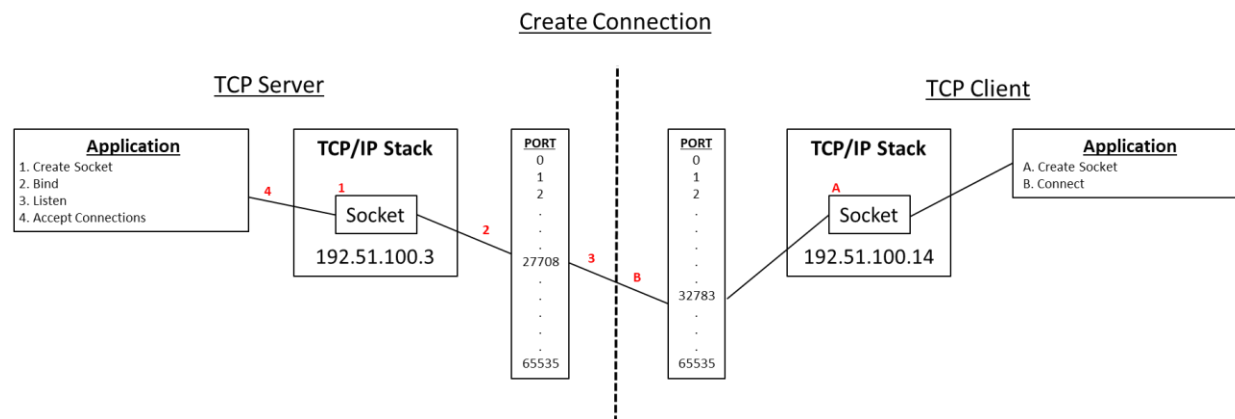 Create Connection
TCP Server
TCP Client
Application
1. Create Socket
2. Bind
3. Listen
4. Accept Connections
4
TCP/IP Stack
1
Socket
192.51.100.3
2
PORT
0
1
2
.
.
.
27708
.
.
.
.
65535
3
B
PORT
0
1
2
.
.
.
.
.
32783
.
.
.
65535
TCP/IP Stack
A
Socket
192.51.100.14
Application
A. Create Socket
B. Connect